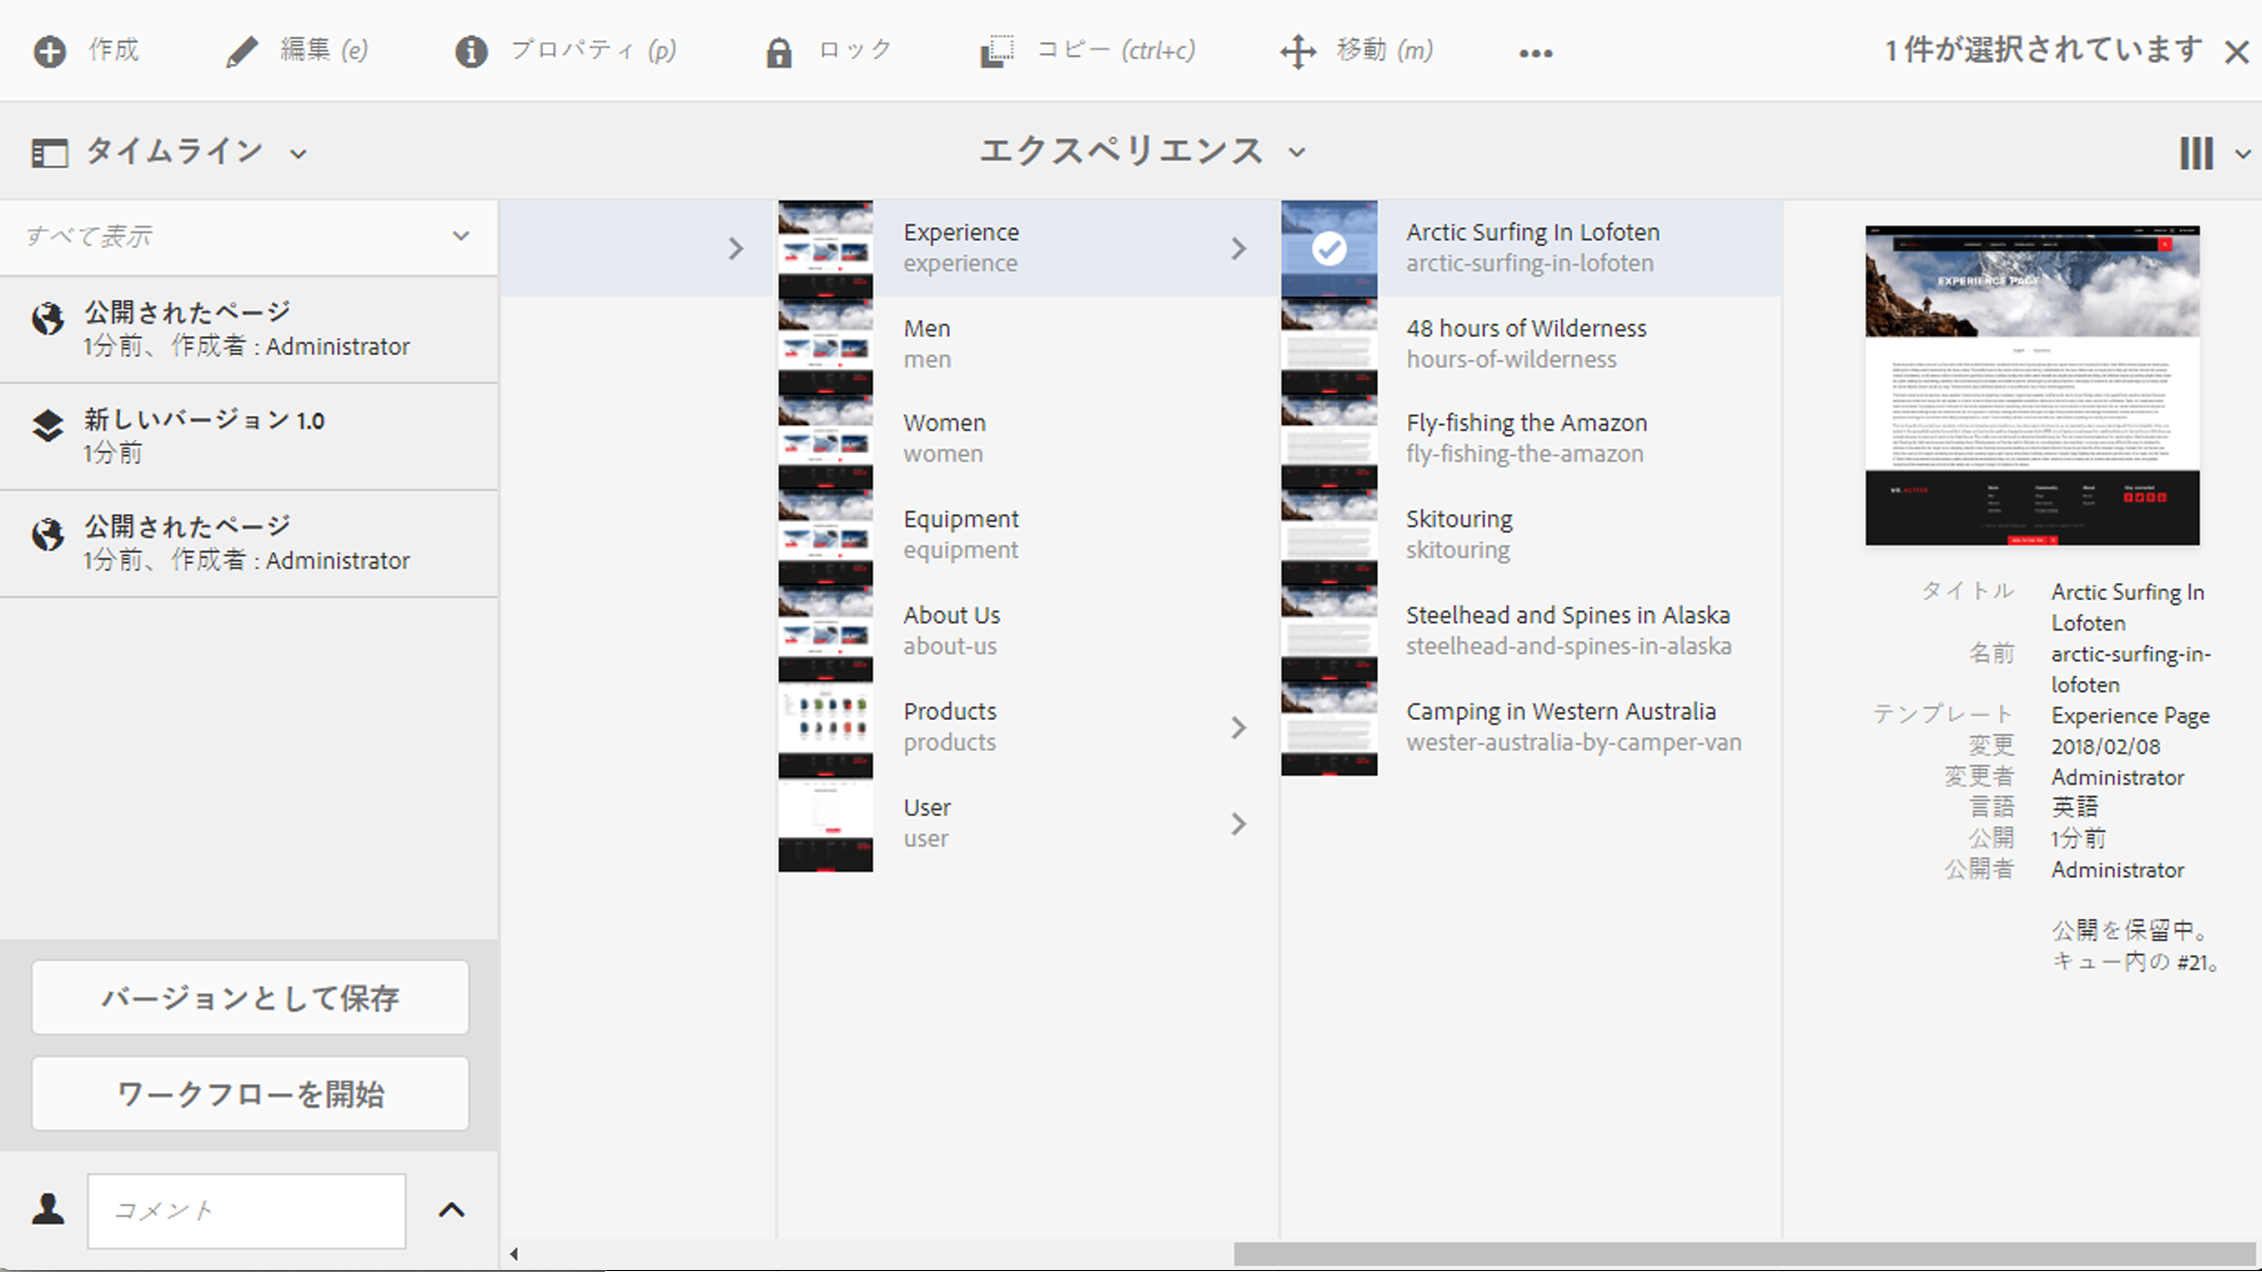 作成
編集 (e)
プロパティ (p)
ロック
コピー (ctrl+c)
移動 (m)
1 件が選択されています
タイムライン
エクスペリエンス
すべて表示
公開されたページ
1分前、作成者 : Administrator
新しいバージョン 1.0
1分前
公開されたページ
1分前、作成者 : Administrator
バージョンとして保存
ワークフローを開始
コメント
Experience
experience
Men
men
Women
women
Equipment
equipment
About Us
about-us
Products
products
User
user
Arctic Surfing In Lofoten
arctic-surfing-in-lofoten
48 hours of Wilderness
hours-of-wilderness
Fly-fishing the Amazon
fly-fishing-the-amazon
Skitouring
skitouring
Steelhead and Spines in Alaska
steelhead-and-spines-in-alaska
Camping in Western Australia
wester-australia-by-camper-van
EXPERIENCE PAGE
タイトル Arctic Surfing In
Lofoten
名前 arctic-surfing-in-
lofoten
テンプレート Experience Page
変更 2018/02/08
変更者 Administrator
言語 英語
公開 1分前
公開者 Administrator
公開を保留中。
キュー内の #21。